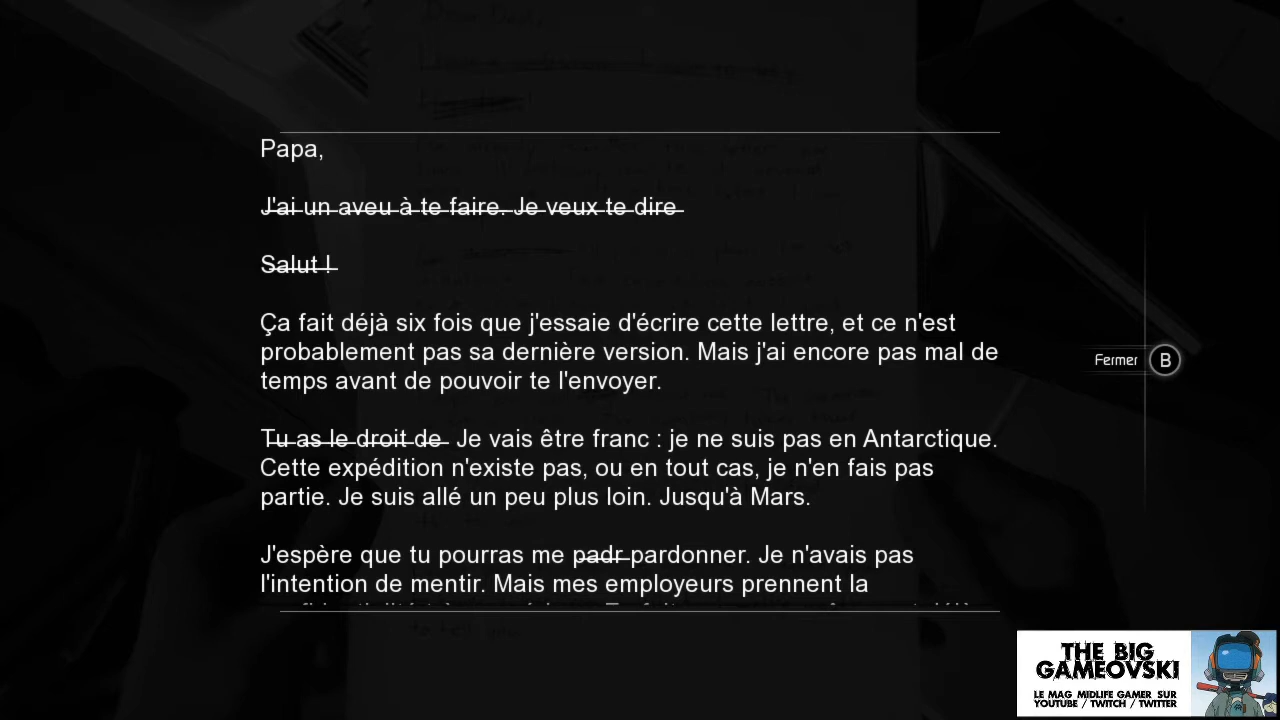 Papa,
J'ai un aveu à te faire. Je veux te dire
Salut !
Ça fait déjà six fois que j'essaie d'écrire cette lettre, et ce n'est
probablement pas sa dernière version. Mais j'ai encore pas mal de
temps avant de pouvoir te l'envoyer.
Tu as le droit de Je vais être franc : je ne suis pas en Antarctique.
Cette expédition n'existe pas, ou en tout cas, je n'en fais pas
partie. Je suis allé un peu plus loin. Jusqu'à Mars.
J'espère que tu pourras me padr pardonner. Je n'avais pas
l'intention de mentir. Mais mes employeurs prennent la
Fermer B
THE BIG
GAMEOVSKI
LE MAG MIDLIFE GAMER SUR
YOUTUBE / TWITCH / TWITTER